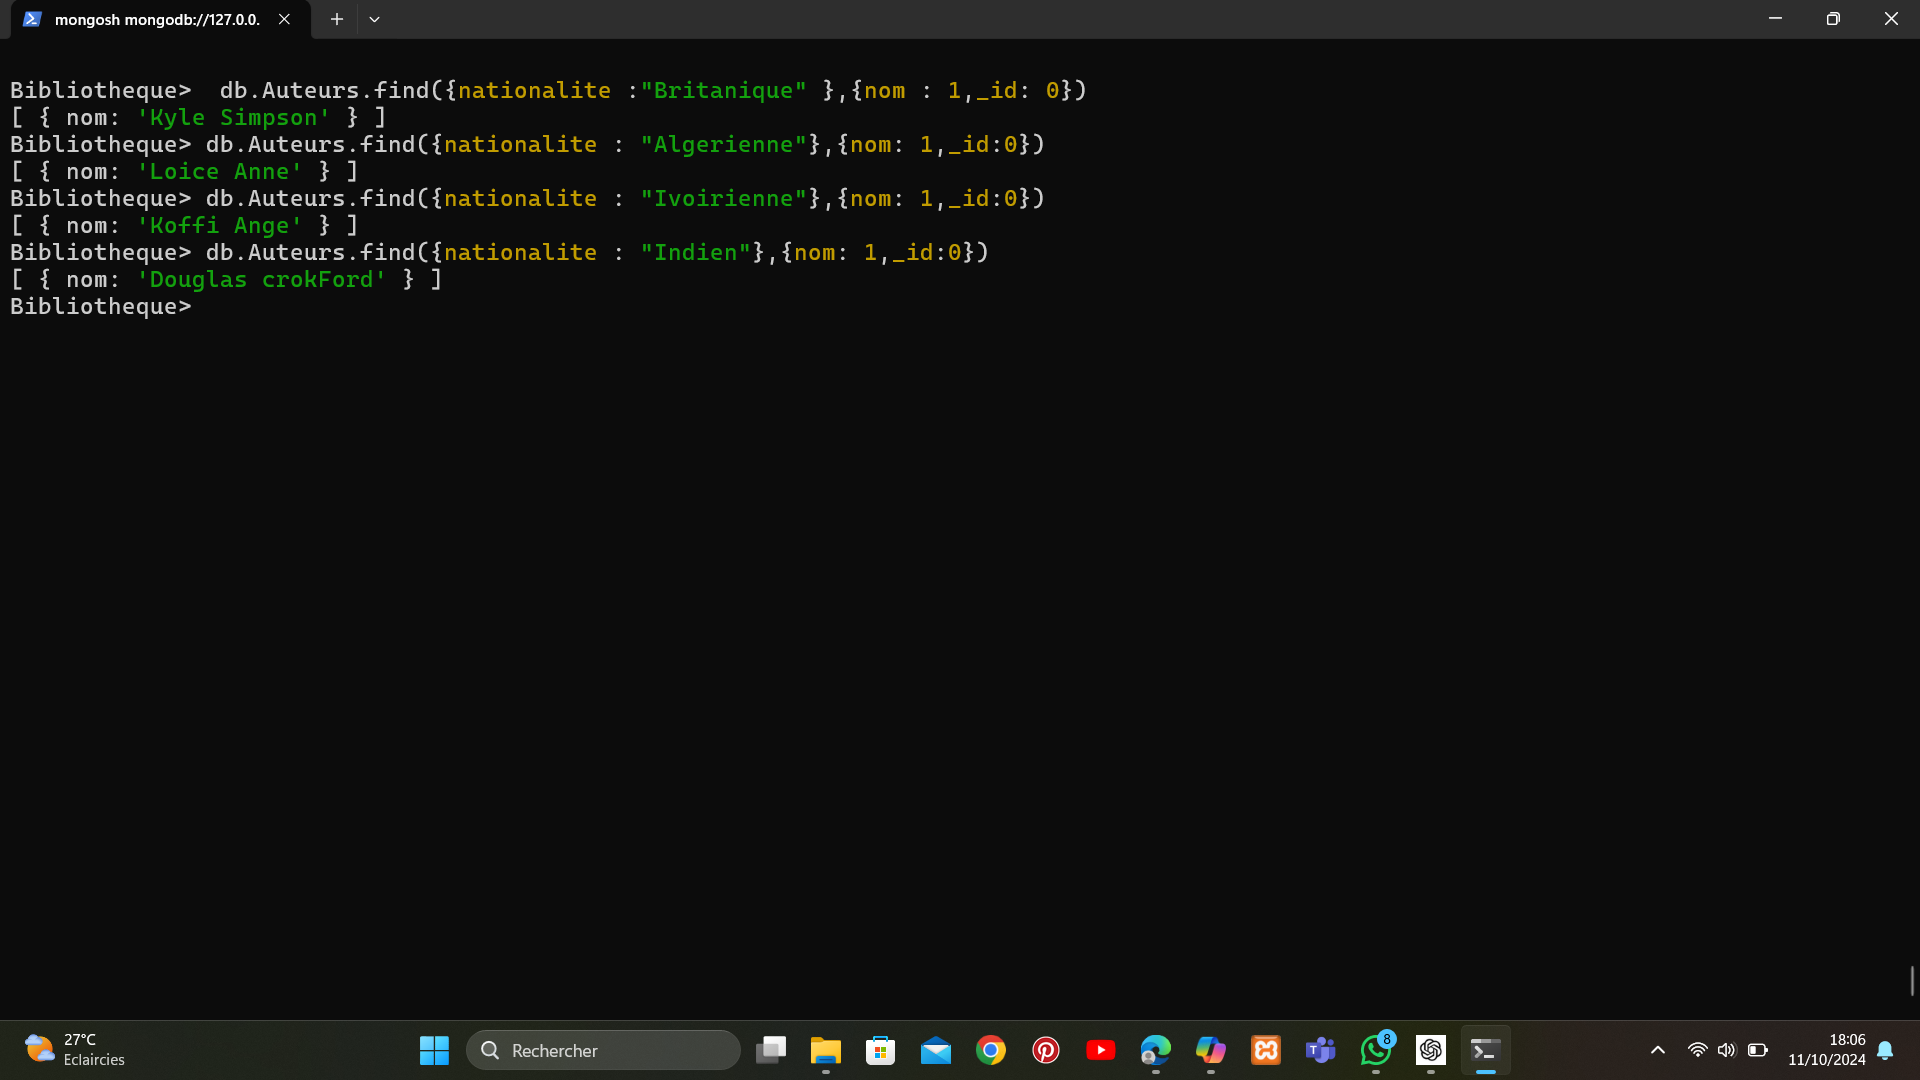 mongosh mongodb://127.0.0.
Bibliotheque>  db.Auteurs.find({nationalite :"Britanique" },{nom : 1,_id: 0})
[ { nom: 'Kyle Simpson' } ]
Bibliotheque> db.Auteurs.find({nationalite : "Algerienne"},{nom: 1,_id:0})
[ { nom: 'Loice Anne' } ]
Bibliotheque> db.Auteurs.find({nationalite : "Ivoirienne"},{nom: 1,_id:0})
[ { nom: 'Koffi Ange' } ]
Bibliotheque> db.Auteurs.find({nationalite : "Indien"},{nom: 1,_id:0})
[ { nom: 'Douglas crokFord' } ]
Bibliotheque>
27°C
Eclaircies
Rechercher
8
18:06
11/10/2024